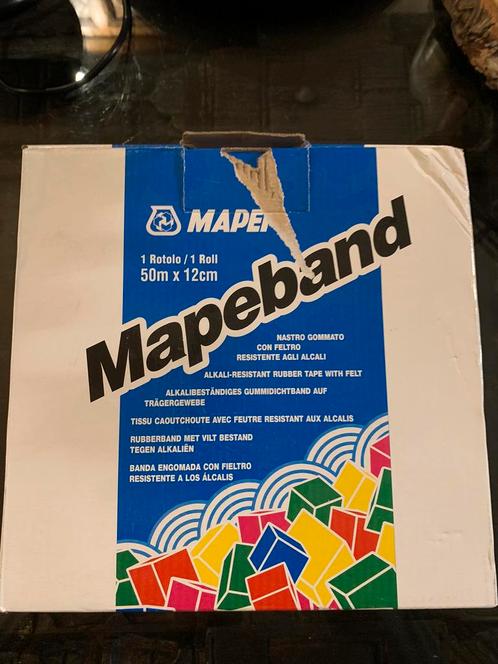 MAPEI
1 Rotolo / 1 Roll
50m x 12cm
Mapeband
NASTRO GOMMATO
CON FELTRO
RESISTENTE AGLI ALCALI
ALKALI-RESISTANT RUBBER TAPE WITH FELT
ALKALIBESTÄNDIGES GUMMIDICHTBAND AUF
TRÄGERGEWEBE
TISSU CAOUTCHOUTE AVEC FEUTRE RESISTANT AUX ALCALIS
RUBBERBAND MET VILT BESTAND
TEGEN ALKALIËN
BANDA ENGOMADA CON FIELTRO
RESISTENTE A LOS ÁLCALIS